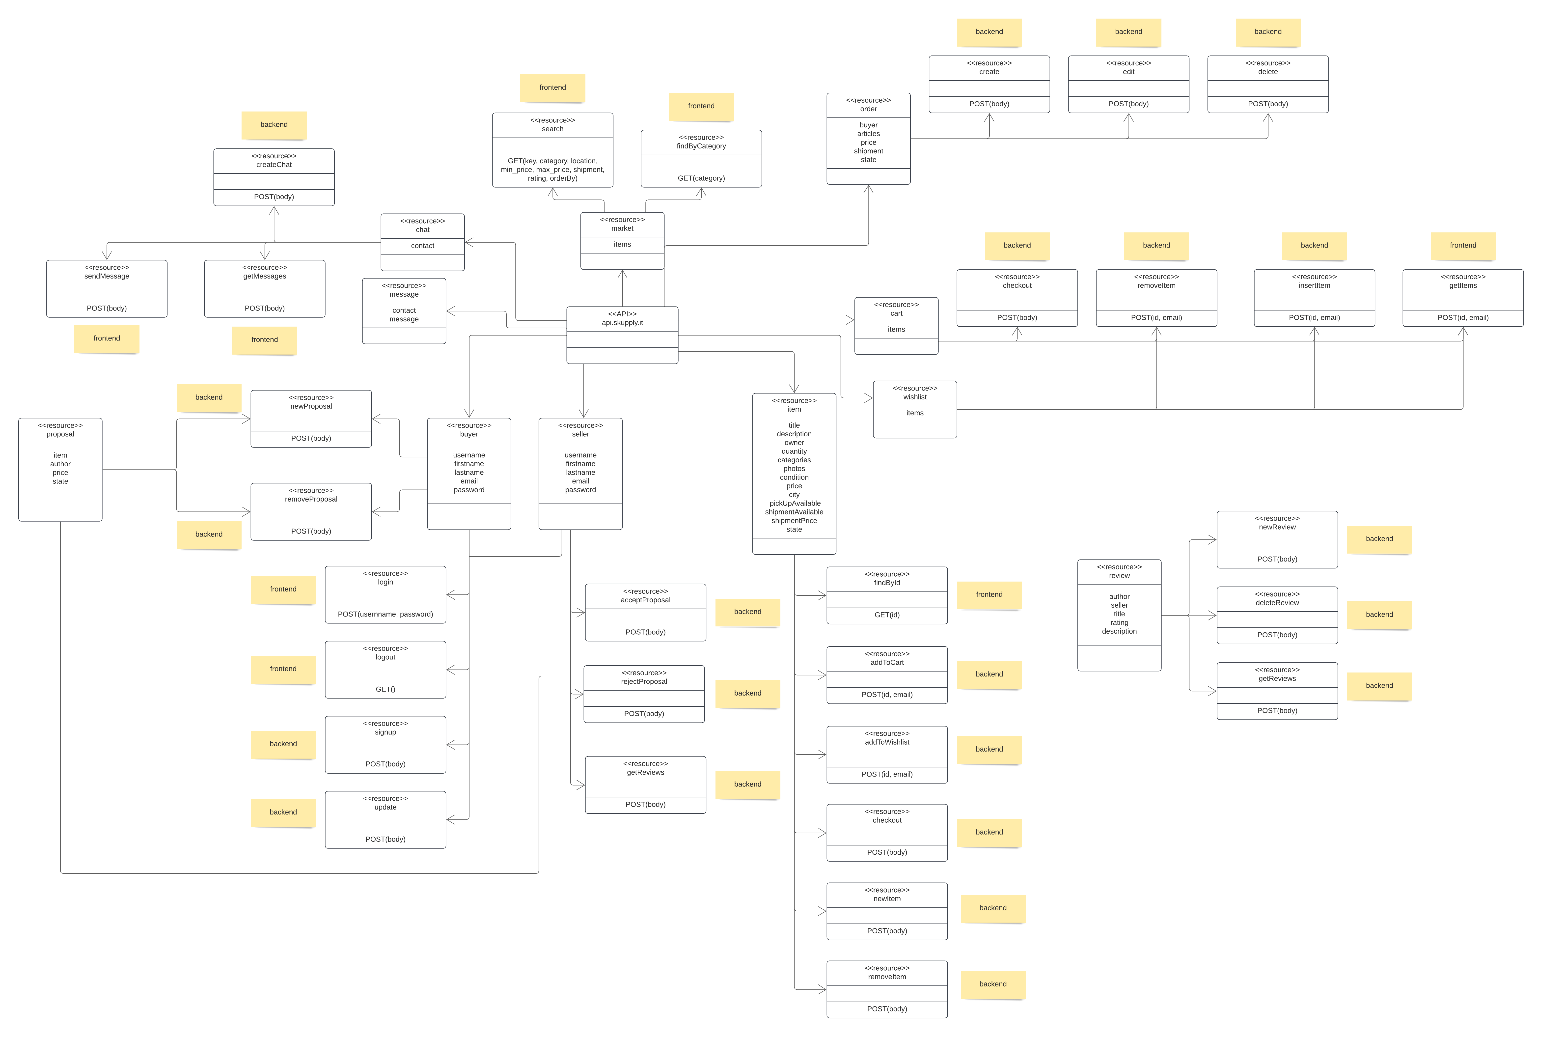 backend
backend
backend
<<resource>>
create
POST(body)
<<resource>>
edit
POST(body)
<<resource>>
delete
POST(body)
frontend
<<resource>>
search
GET(key, category, location,
min_price, max_price, shipment,
rating, orderBy)
frontend
<<resource>>
findByCategory
GET(category)
<<resource>>
order
buyer
articles
price
shipment
state
backend
<<resource>>
createChat
POST(body)
<<resource>>
chat
contact
<<resource>>
market
items
<<resource>>
sendMessage
POST(body)
frontend
<<resource>>
getMessages
POST(body)
frontend
<<resource>>
message
contact
message
<<API>>
api.skupply.it
<<resource>>
cart
items
backend
<<resource>>
checkout
POST(body)
backend
<<resource>>
removeItem
POST(id, email)
backend
<<resource>>
insertItem
POST(id, email)
frontend
<<resource>>
getItems
POST(id, email)
<<resource>>
wishlist
items
<<resource>>
proposal
item
author
price
state
backend
<<resource>>
newProposal
POST(body)
<<resource>>
removeProposal
POST(body)
backend
<<resource>>
buyer
username
firstname
lastname
email
password
<<resource>>
seller
username
firstname
lastname
email
password
<<resource>>
item
title
description
owner
quantity
categories
photos
condition
price
city
pickUpAvailable
shipmentAvailable
shipmentPrice
state
frontend
<<resource>>
login
POST(usernname, password)
frontend
<<resource>>
logout
GET()
backend
<<resource>>
signup
POST(body)
backend
<<resource>>
update
POST(body)
<<resource>>
acceptProposal
POST(body)
backend
<<resource>>
rejectProposal
POST(body)
backend
<<resource>>
getReviews
POST(body)
backend
<<resource>>
findById
GET(id)
frontend
<<resource>>
addToCart
POST(id, email)
backend
<<resource>>
addToWishlist
POST(id, email)
backend
<<resource>>
checkout
POST(body)
backend
<<resource>>
newItem
POST(body)
backend
<<resource>>
removeItem
POST(body)
backend
<<resource>>
review
author
seller
title
rating
description
<<resource>>
newReview
POST(body)
backend
<<resource>>
deleteReview
POST(body)
backend
<<resource>>
getReviews
POST(body)
backend